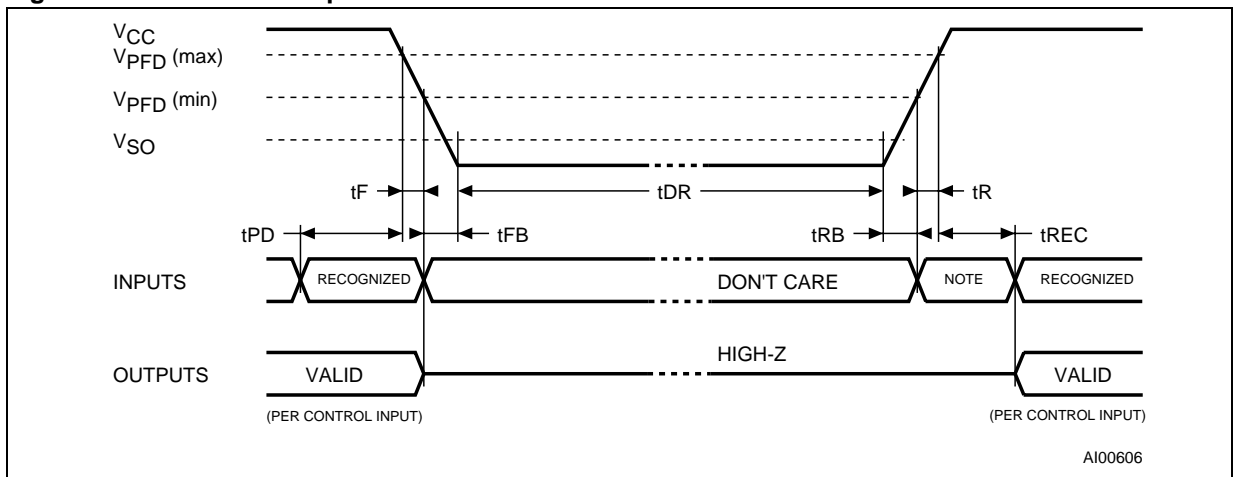 VCC
VPFD (max)
VPFD (min)
VSO
tF
tDR
tR
tPD
tFB
tRB
tREC
INPUTS
RECOGNIZED
DON'T CARE
NOTE
RECOGNIZED
HIGH-Z
OUTPUTS
VALID
VALID
(PER CONTROL INPUT)
(PER CONTROL INPUT)
AI00606